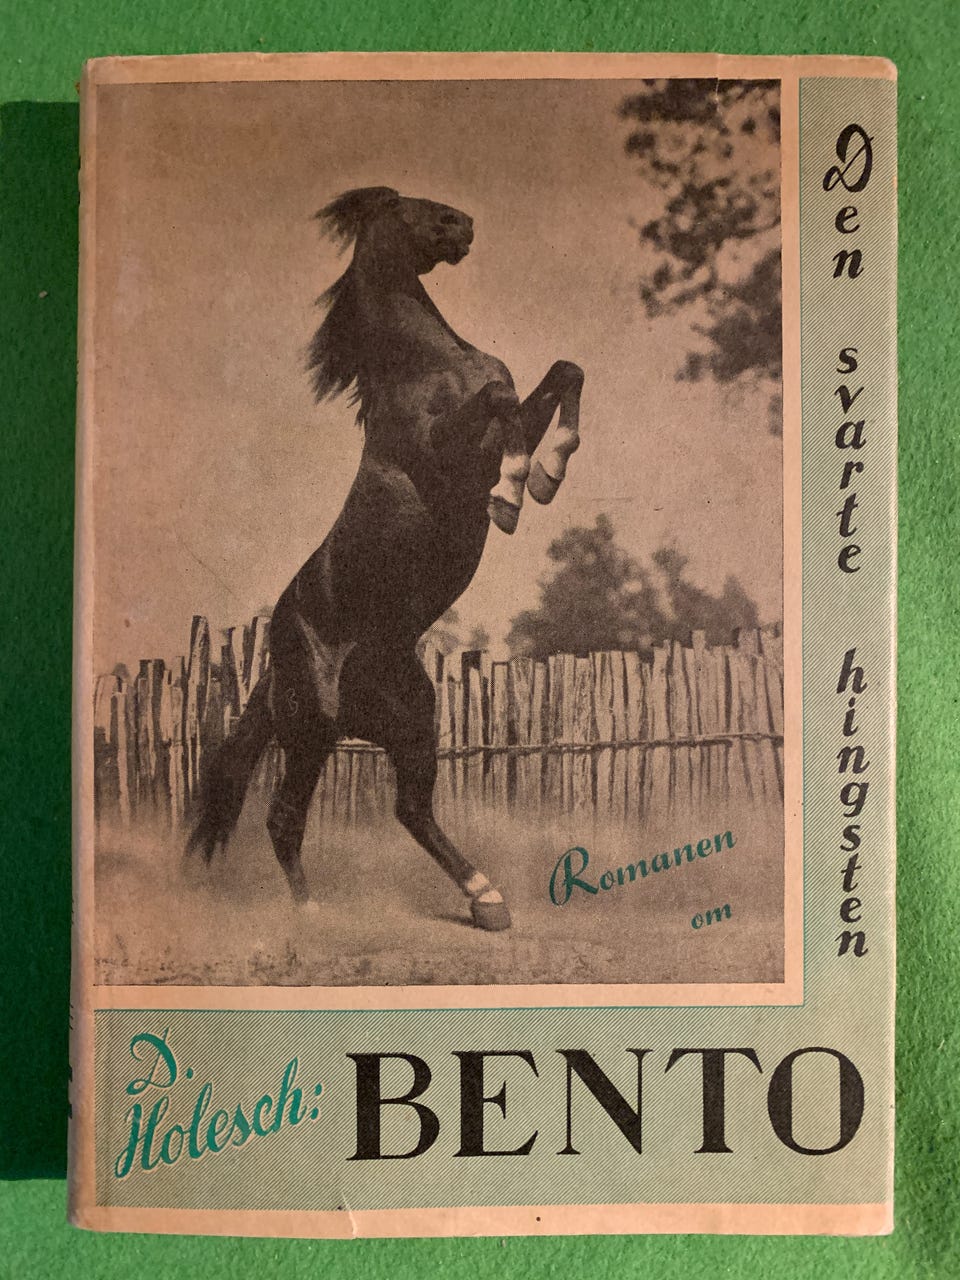 Den svarte hingsten
Romanen
om
D.
Holesch:
BENTO